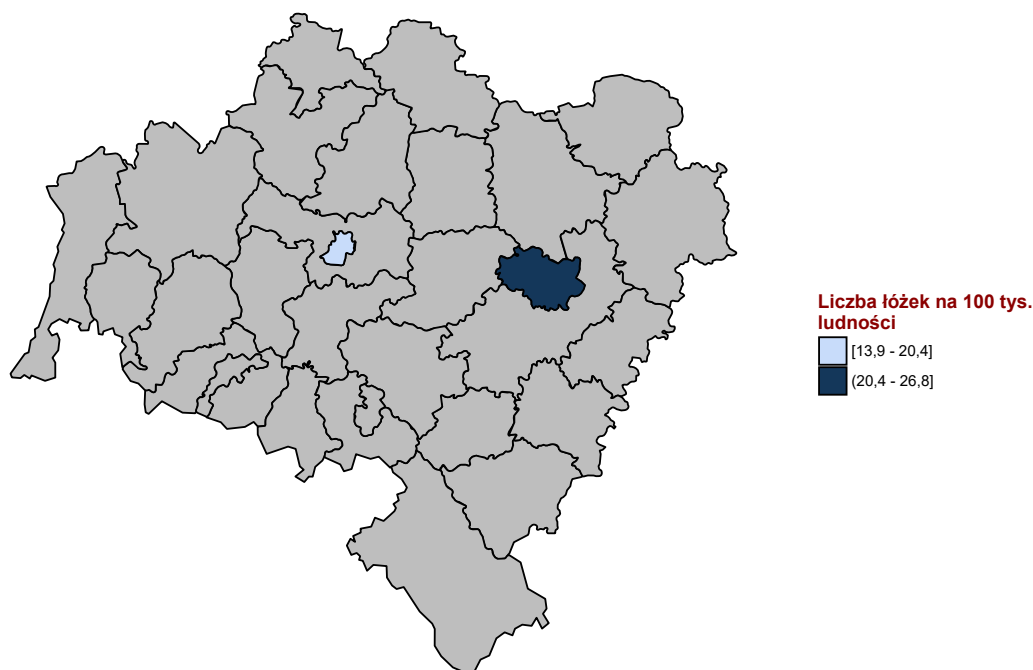 Liczba łóżek na 100 tys.
ludności
[13,9 - 20,4]
(20,4 - 26,8]